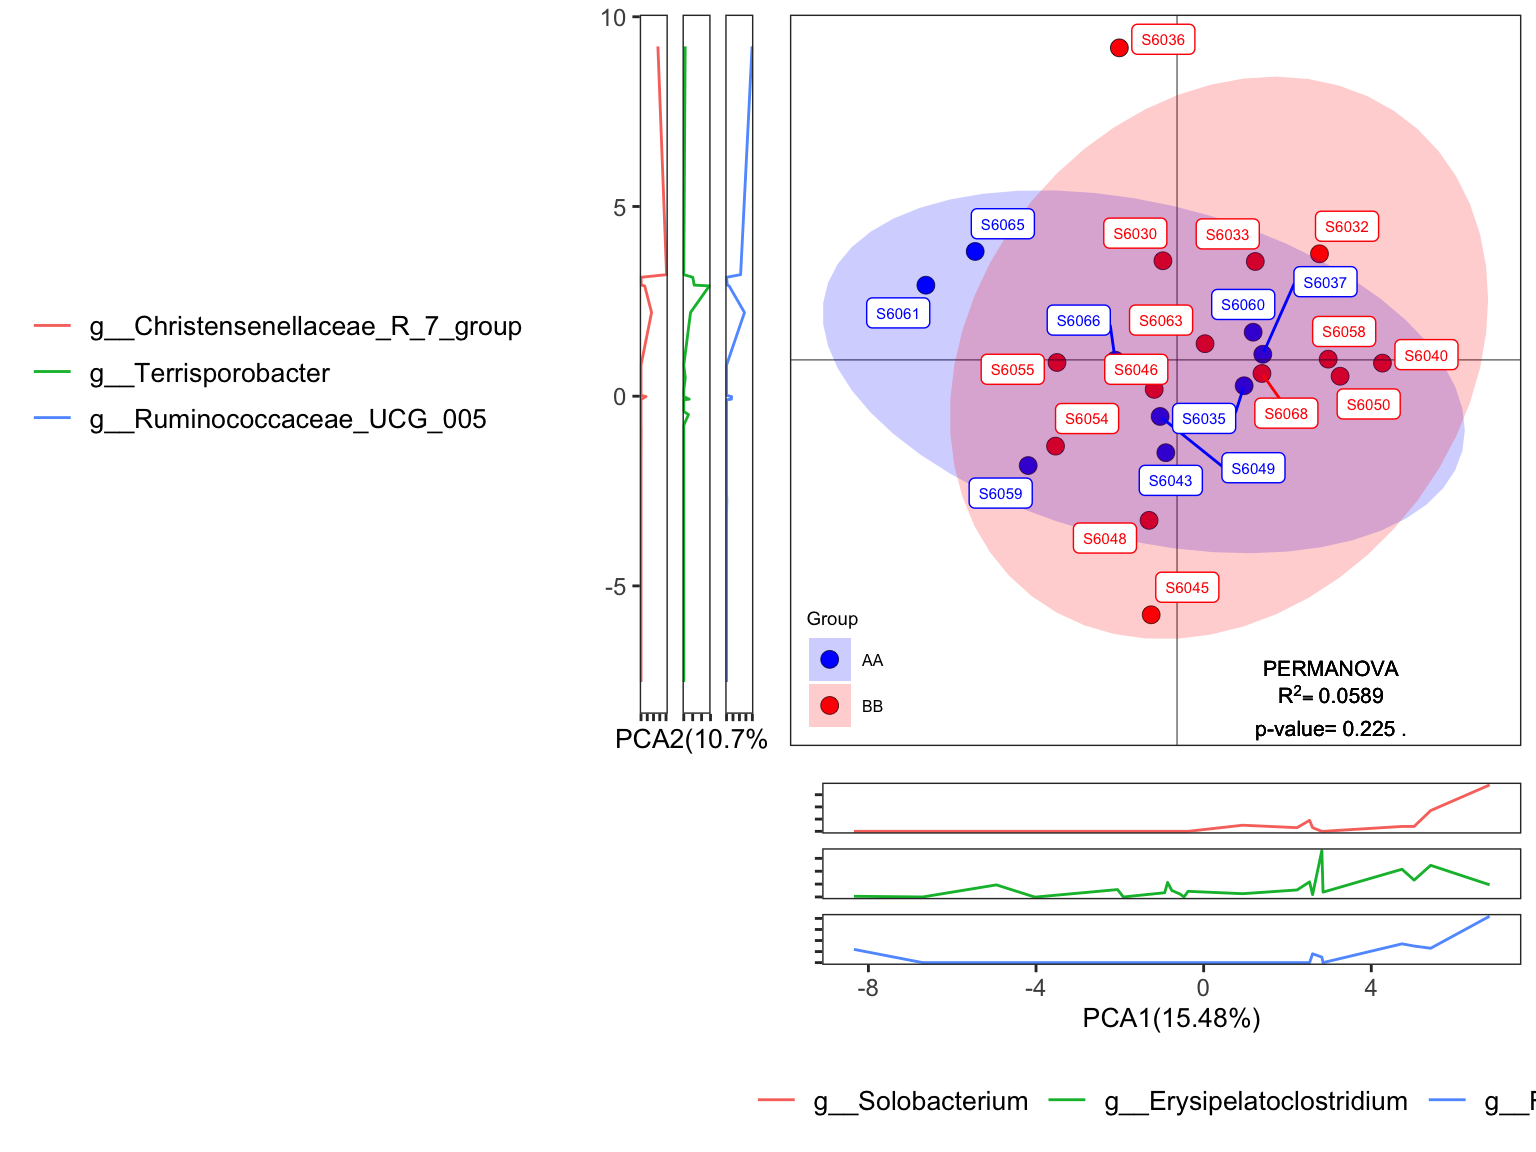 10
5
0
-5
PCA2(10.7%
g__Christensenellaceae_R_7_group
g__Terrisporobacter
g__Ruminococcaceae_UCG_005
S6036
S6065
S6030
S6033
S6032
S6037
S6061
S6060
S6066
S6063
S6058
S6040
S6055
S6046
S6050
S6054
S6035
S6068
S6049
S6043
S6059
S6048
S6045
Group
AA
BB
PERMANOVA
R²= 0.0589
p-value= 0.225 .
-8
-4
0
4
PCA1(15.48%)
g__Solobacterium
g__Erysipelatoclostridium